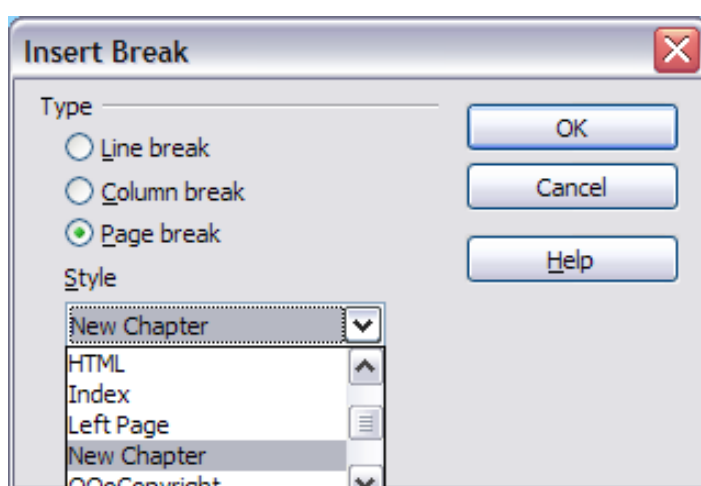 Insert Break
Type
Line break
Column break
Page break
Style
New Chapter
HTML
Index
Left Page
New Chapter
OOoCopyright
OK
Cancel
Help